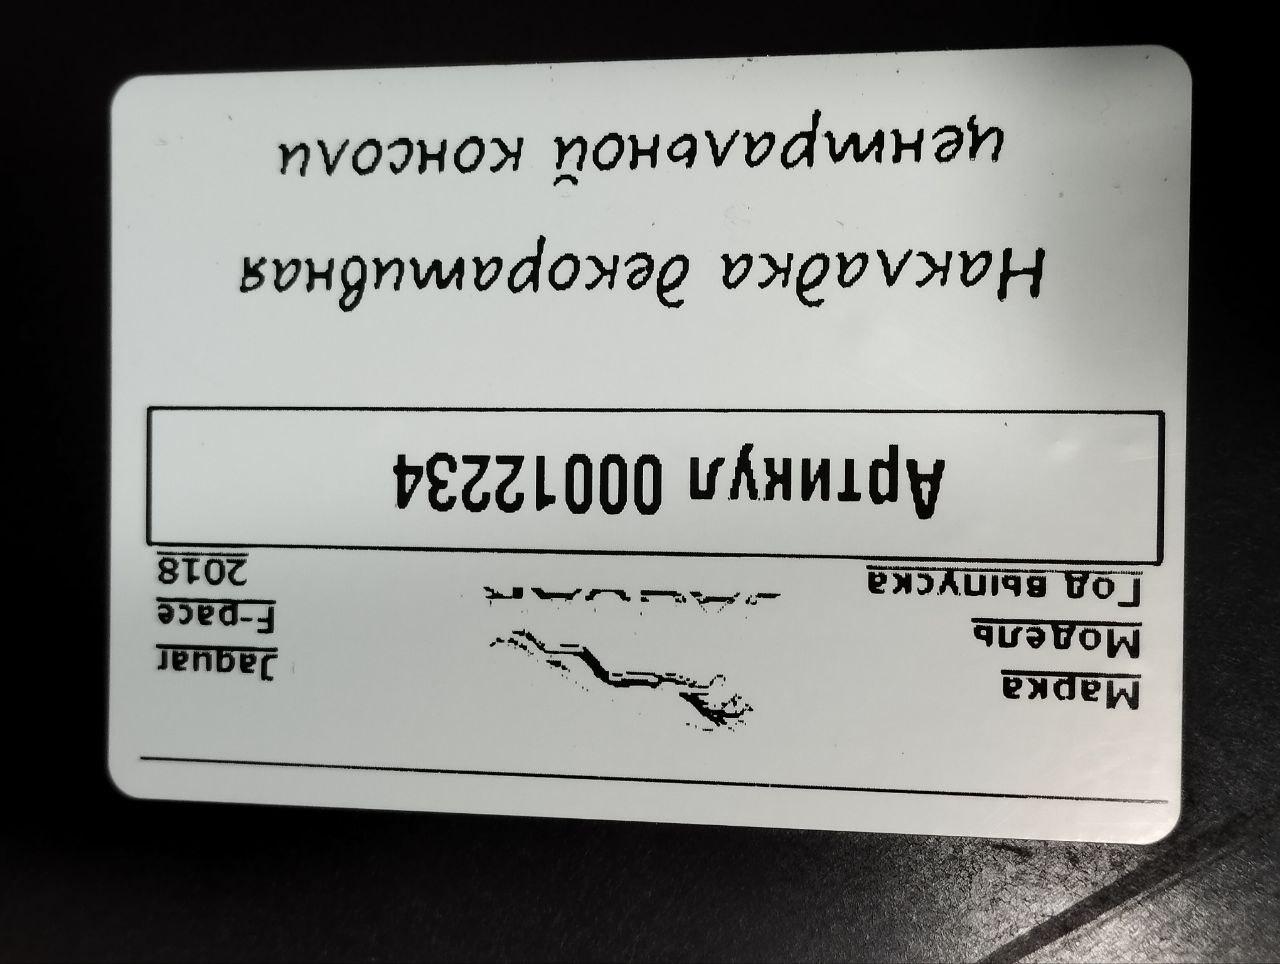 Марка Jaguar
Модель F-pace
Год выпуска 2018
Артикул 00012234
Накладка декоративная
центральной консоли